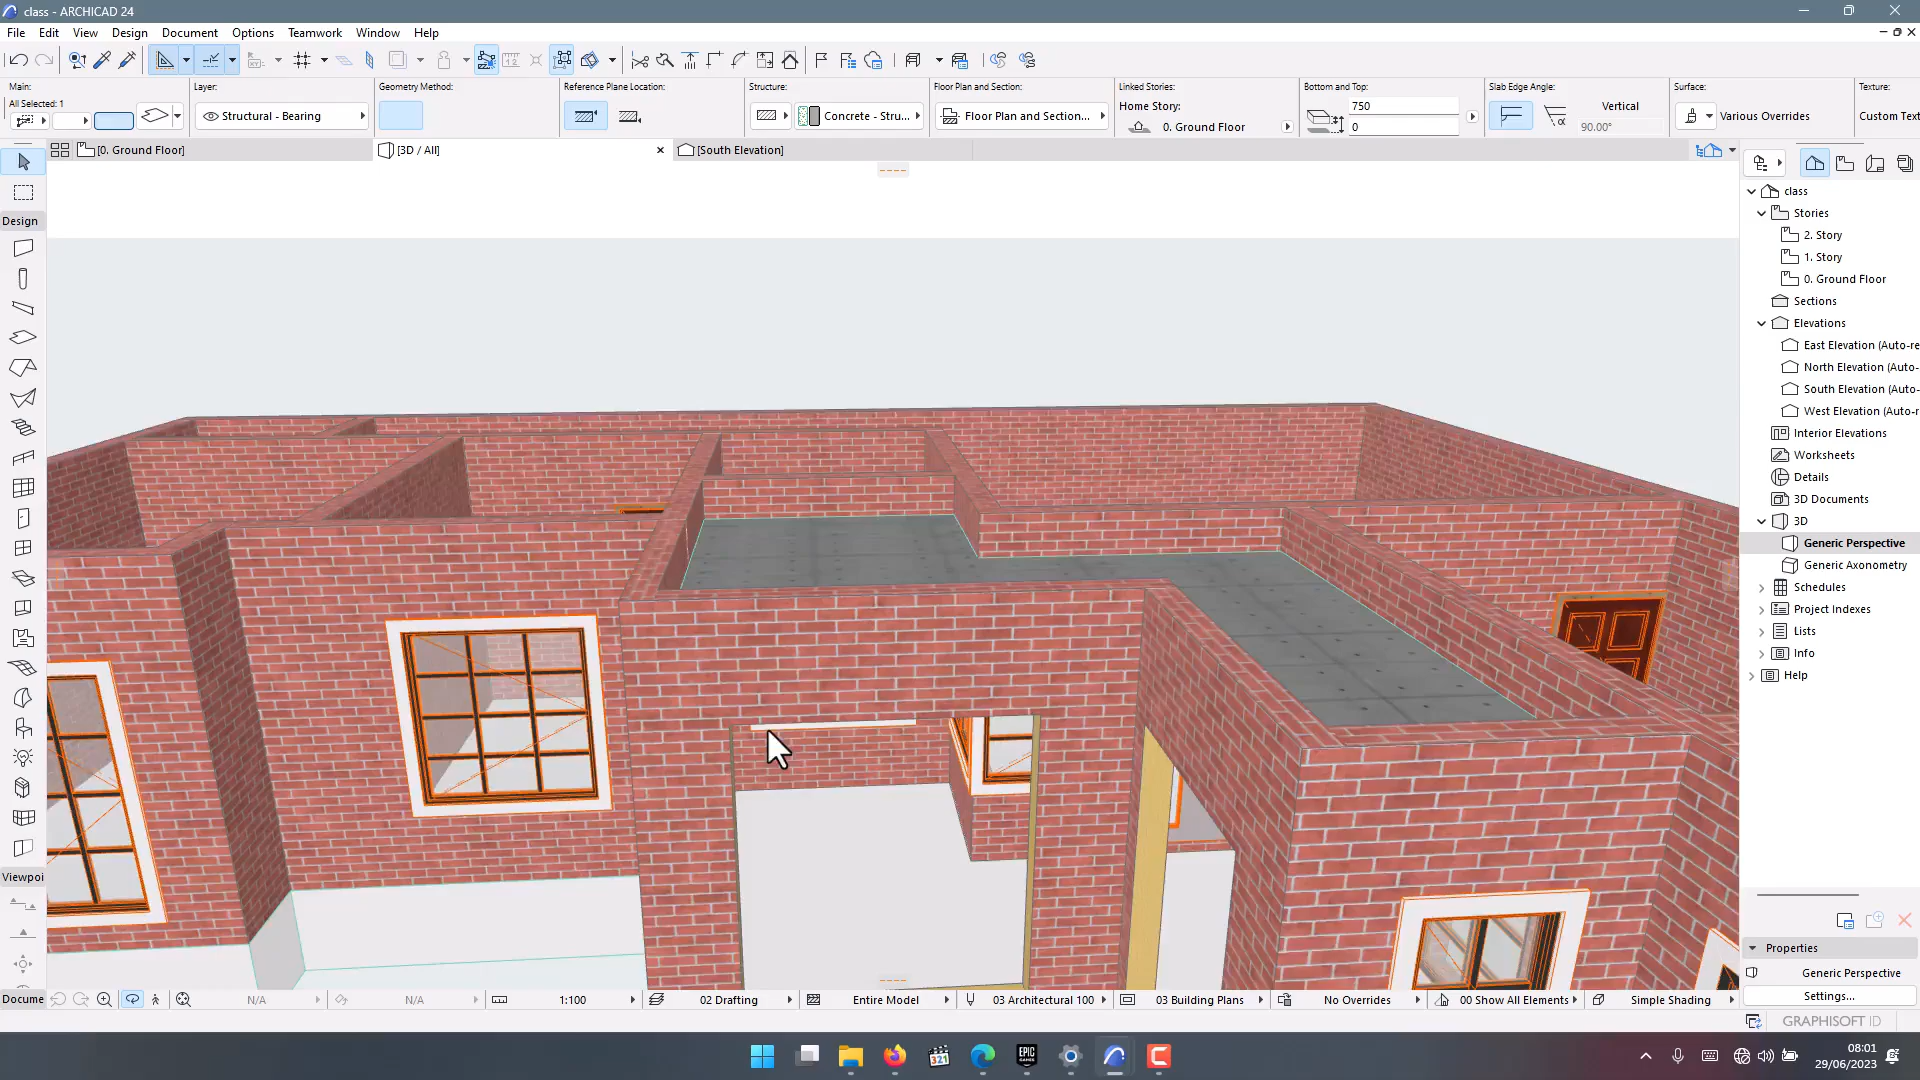 class - ARCHICAD 24
File Edit View Design Document Options Teamwork Window Help
Main:
All Selected: 1
Layer:
Structural - Bearing
Geometry Method:
Reference Plane Location:
Structure:
Concrete - Stru...
Floor Plan and Section:
Floor Plan and Section...
Linked Stories:
Home Story:
0. Ground Floor
Bottom and Top:
750
0
Slab Edge Angle:
Vertical
90.00°
Surface:
Various Overrides
Texture:
Custom Text
[0. Ground Floor]
[3D / All]
[South Elevation]
Design
Viewpoi
Docume
class
Stories
2. Story
1. Story
0. Ground Floor
Sections
Elevations
East Elevation (Auto-re
North Elevation (Auto-
South Elevation (Auto-
West Elevation (Auto-r
Interior Elevations
Worksheets
Details
3D Documents
3D
Generic Perspective
Generic Axonometry
Schedules
Project Indexes
Lists
Info
Help
Properties
Generic Perspective
Settings...
N/A
N/A
1:100
02 Drafting
Entire Model
03 Architectural 100
03 Building Plans
No Overrides
00 Show All Elements
Simple Shading
GRAPHISOFT ID
321
EPIC
GAMES
08:01
29/06/2023